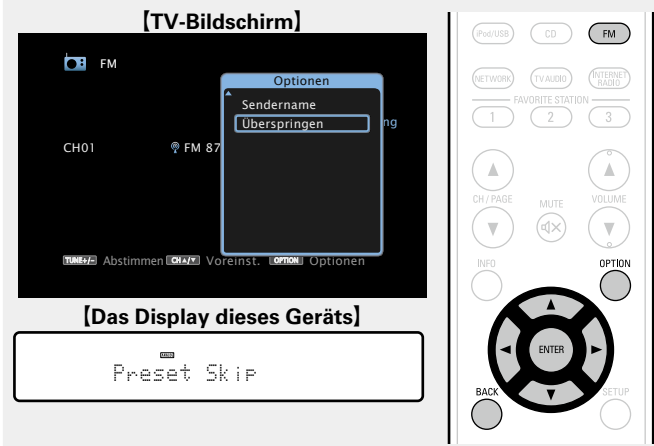 【TV-Bildschirm】
FM
Optionen
Sendername
Überspringen
ng
CH01
FM 87
TUNE+/- Abstimmen CH▲/▼ Voreinst. OPTION Optionen
【Das Display dieses Geräts】
Preset Skip
iPod/USB
CD
FM
NETWORK
TV AUDIO
INTERNET RADIO
FAVORITE STATION
1
2
3
CH / PAGE
MUTE
VOLUME
INFO
OPTION
ENTER
BACK
SETUP